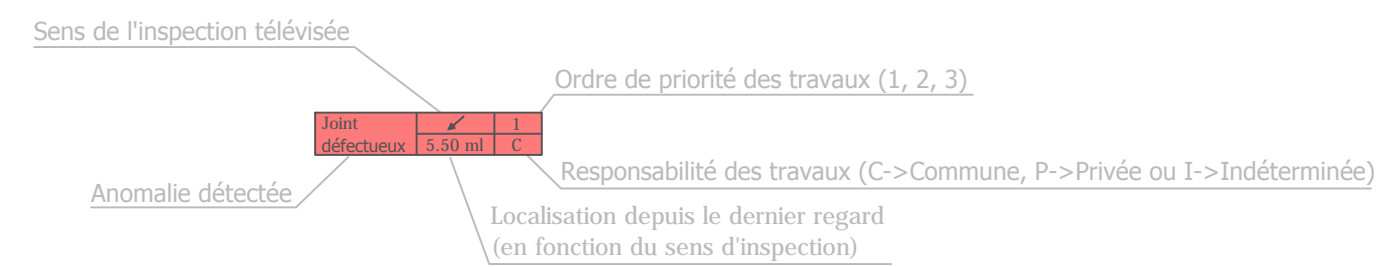 Sens de l'inspection télévisée
Ordre de priorité des travaux (1, 2, 3)
Joint
défectueux
1
5.50 ml
C
Responsabilité des travaux (C->Commune, P->Privée ou I->Indéterminée)
Anomalie détectée
Localisation depuis le dernier regard
(en fonction du sens d'inspection)